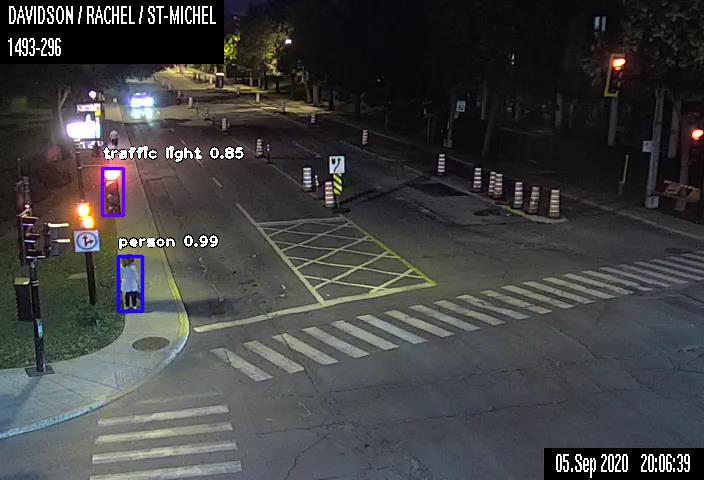 DAVIDSON / RACHEL / ST-MICHEL
1493-296
traffic light 0.85
person 0.99
05.Sep 2020 20:06:39